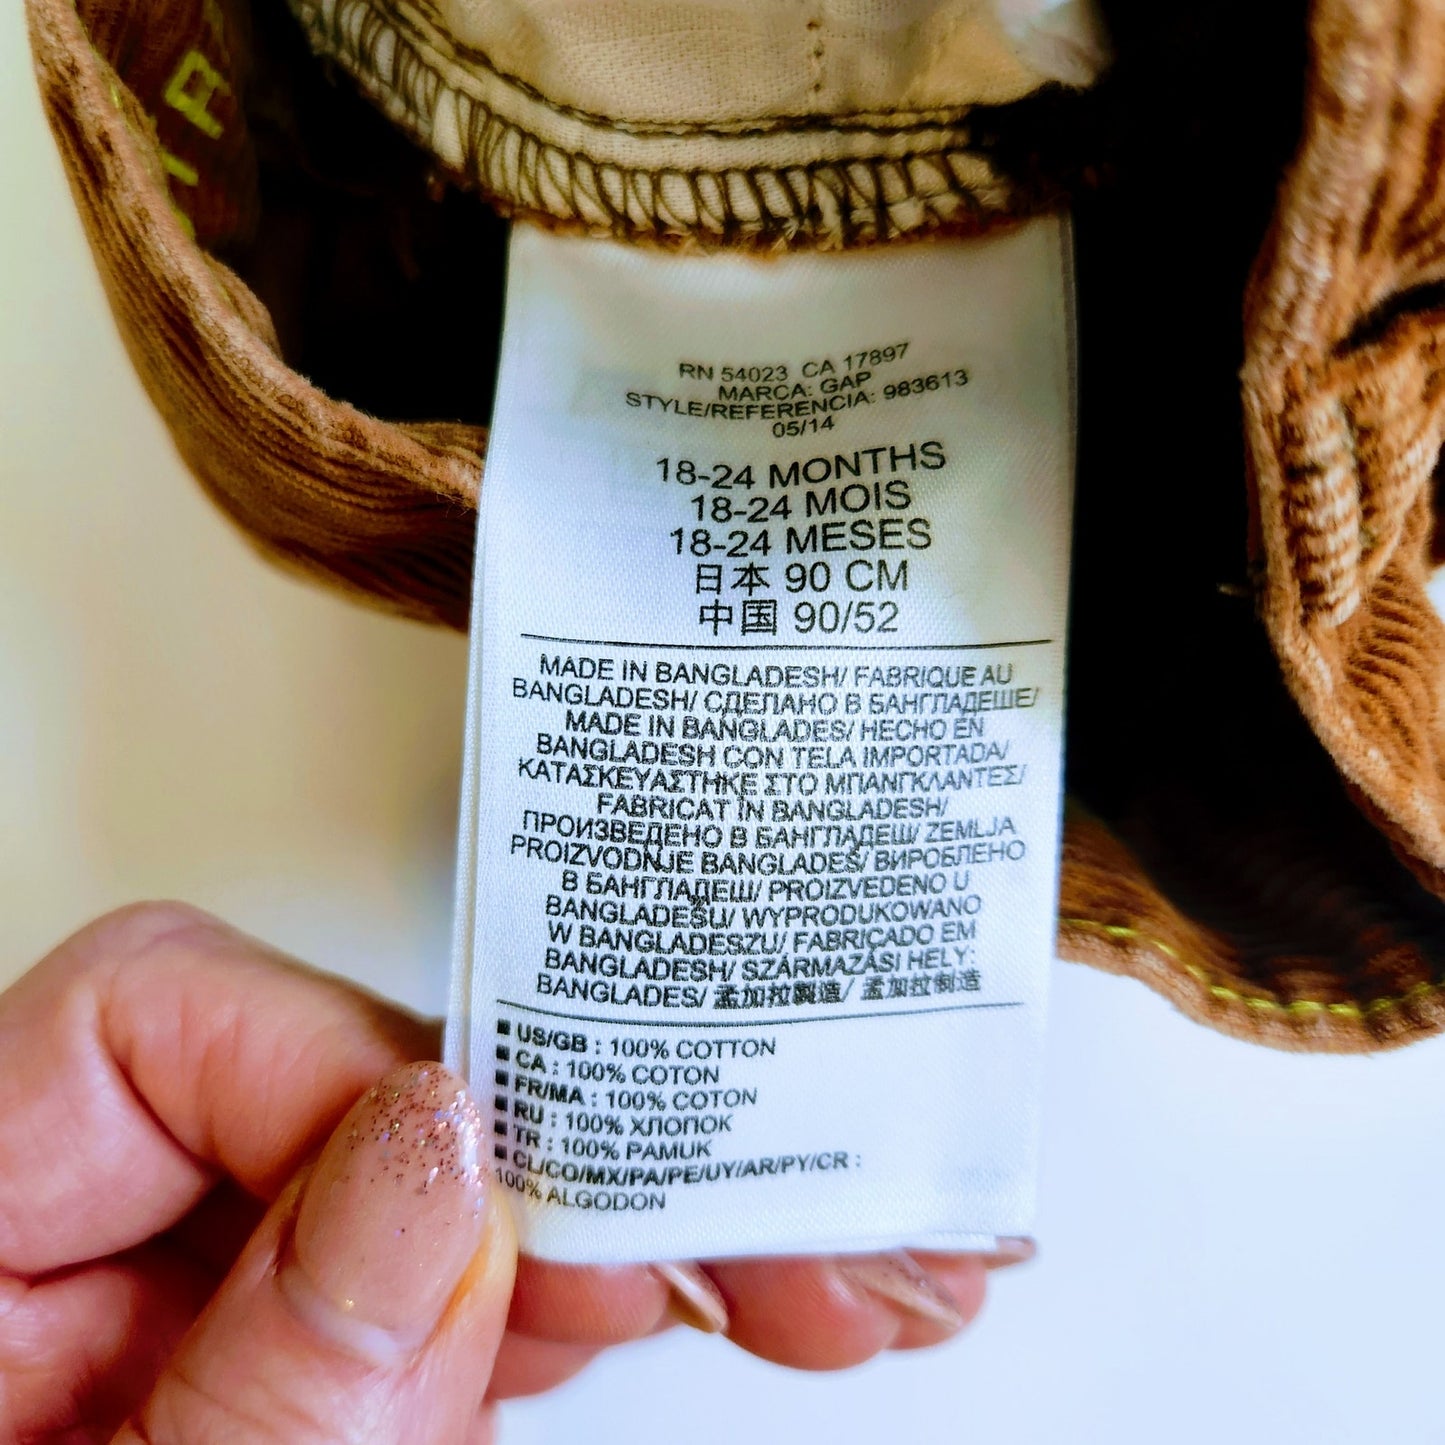 RN 54023 CA 17897
MARCA: GAP
STYLE/REFERENCIA: 983613
05/14
18-24 MONTHS
18-24 MOIS
18-24 MESES
日本 90 CM
中国 90/52
MADE IN BANGLADESH/ FABRIQUE AU
BANGLADESH/ СДЕЛАНО В БАНГЛАДЕШЕ/
MADE IN BANGLADES/ HECHO EN
BANGLADESH CON TELA IMPORTADA/
ΚΑΤΑΣΚΕΥΑΣΤΗΚΕ ΣΤΟ ΜΠΑΝΓΚΛΑΝΤΕΣ/
FABRICAT ÎN BANGLADESH/
ПРОИЗВЕДЕНО В БАНГЛАДЕШ/ ZEMLJA
PROIZVODNJE BANGLADEŠ/ ВИРОБЛЕНО
В БАНГЛАДЕШ/ PROIZVEDENO U
BANGLADEŠU/ WYPRODUKOWANO
W BANGLADESZU/ FABRICADO EM
BANGLADESH/ SZÁRMAZÁSI HELY:
BANGLADES/ 孟加拉製造/ 孟加拉制造
US/GB : 100% COTTON
CA : 100% COTON
FR/MA : 100% COTON
RU : 100% ХЛОПОК
TR : 100% PAMUK
CL/CO/MX/PA/PE/UY/AR/PY/CR :
100% ALGODON